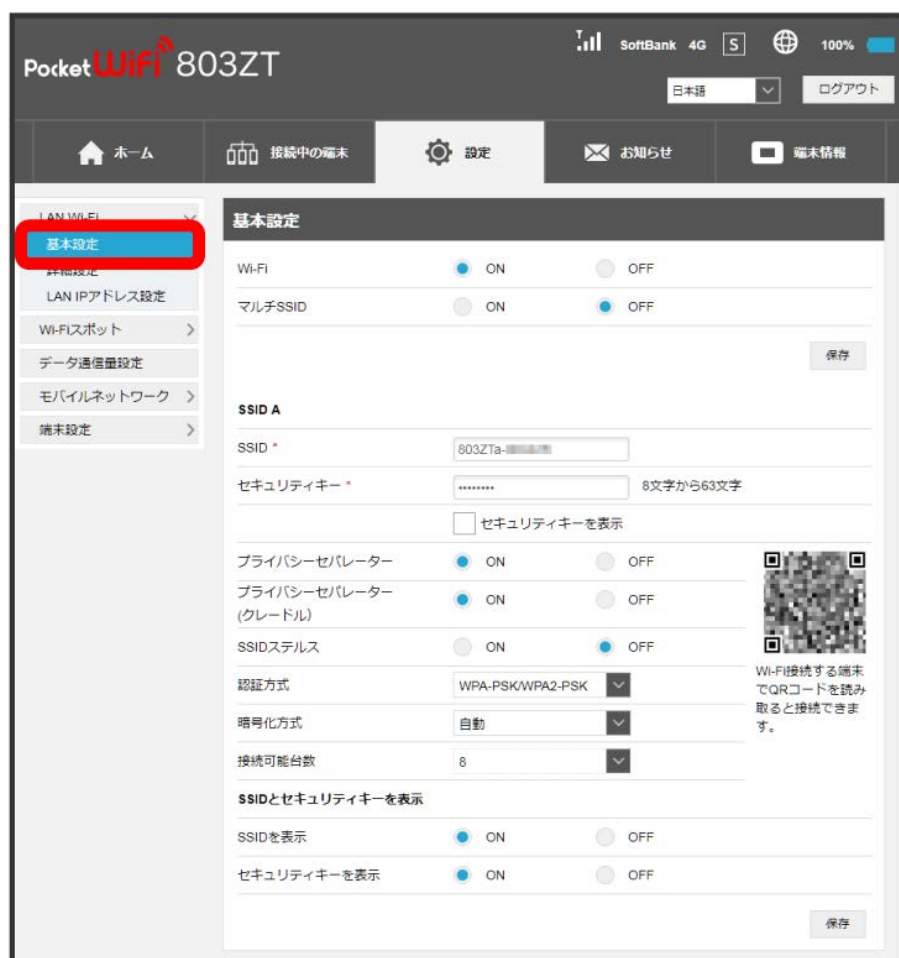 SoftBank 4G S 100%
Pocket WiFi 803ZT
日本語 ログアウト
ホーム 接続中の端末 設定 お知らせ 端末情報
LAN Wi-Fi
基本設定
詳細設定
LAN IPアドレス設定
Wi-Fiスポット
データ通信量設定
モバイルネットワーク
端末設定
基本設定
Wi-Fi ON OFF
マルチSSID ON OFF
保存
SSID A
SSID * 803ZTa-
セキュリティキー * •••••••• 8文字から63文字
セキュリティキーを表示
プライバシーセパレーター ON OFF
プライバシーセパレーター
(クレードル) ON OFF
SSIDステルス ON OFF
認証方式 WPA-PSK/WPA2-PSK
暗号化方式 自動
接続可能台数 8
Wi-Fi接続する端末
でQRコードを読み
取ると接続できま
す。
SSIDとセキュリティキーを表示
SSIDを表示 ON OFF
セキュリティキーを表示 ON OFF
保存